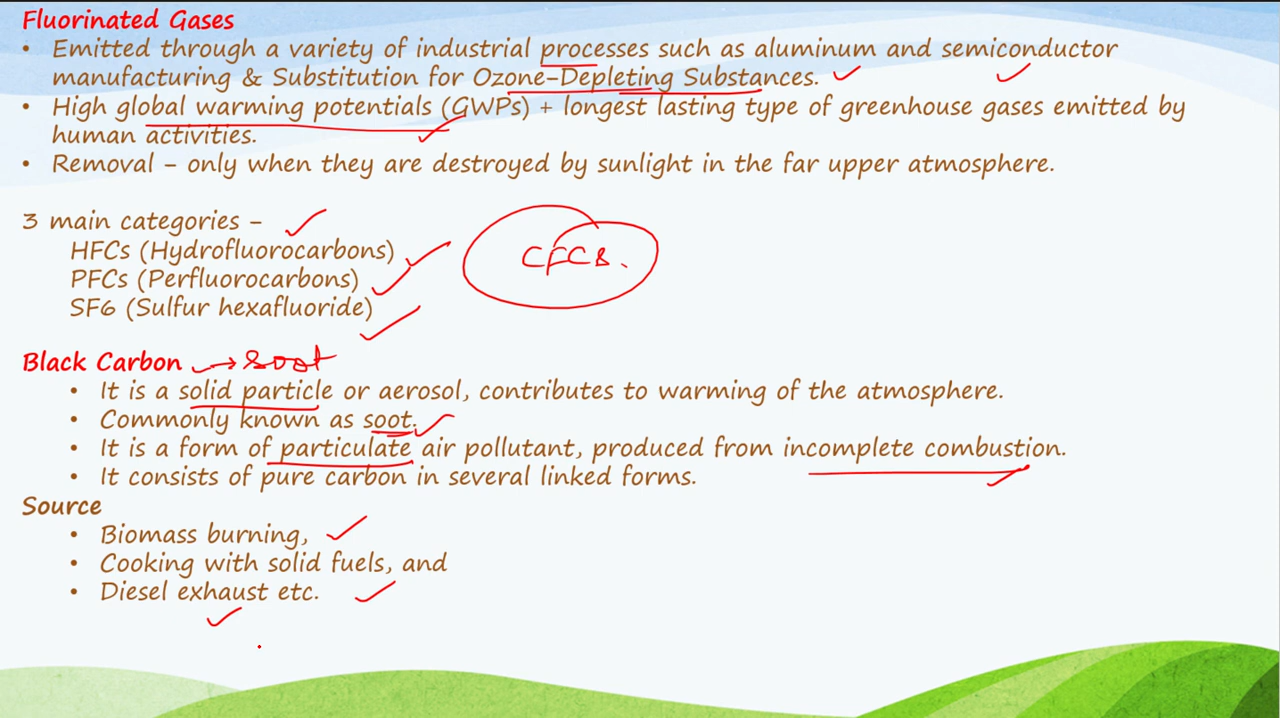 Fluorinated Gases
• Emitted through a variety of industrial processes such as aluminum and semiconductor
manufacturing & Substitution for Ozone-Depleting Substances.
• High global warming potentials (GWPs) + longest lasting type of greenhouse gases emitted by
human activities.
• Removal – only when they are destroyed by sunlight in the far upper atmosphere.
3 main categories –
HFCs (Hydrofluorocarbons)
CFCs.
PFCs (Perfluorocarbons)
SF6 (Sulfur hexafluoride)
Black Carbon → soot
• It is a solid particle or aerosol, contributes to warming of the atmosphere.
• Commonly known as soot.
• It is a form of particulate air pollutant, produced from incomplete combustion.
• It consists of pure carbon in several linked forms.
Source
• Biomass burning,
• Cooking with solid fuels, and
• Diesel exhaust etc.